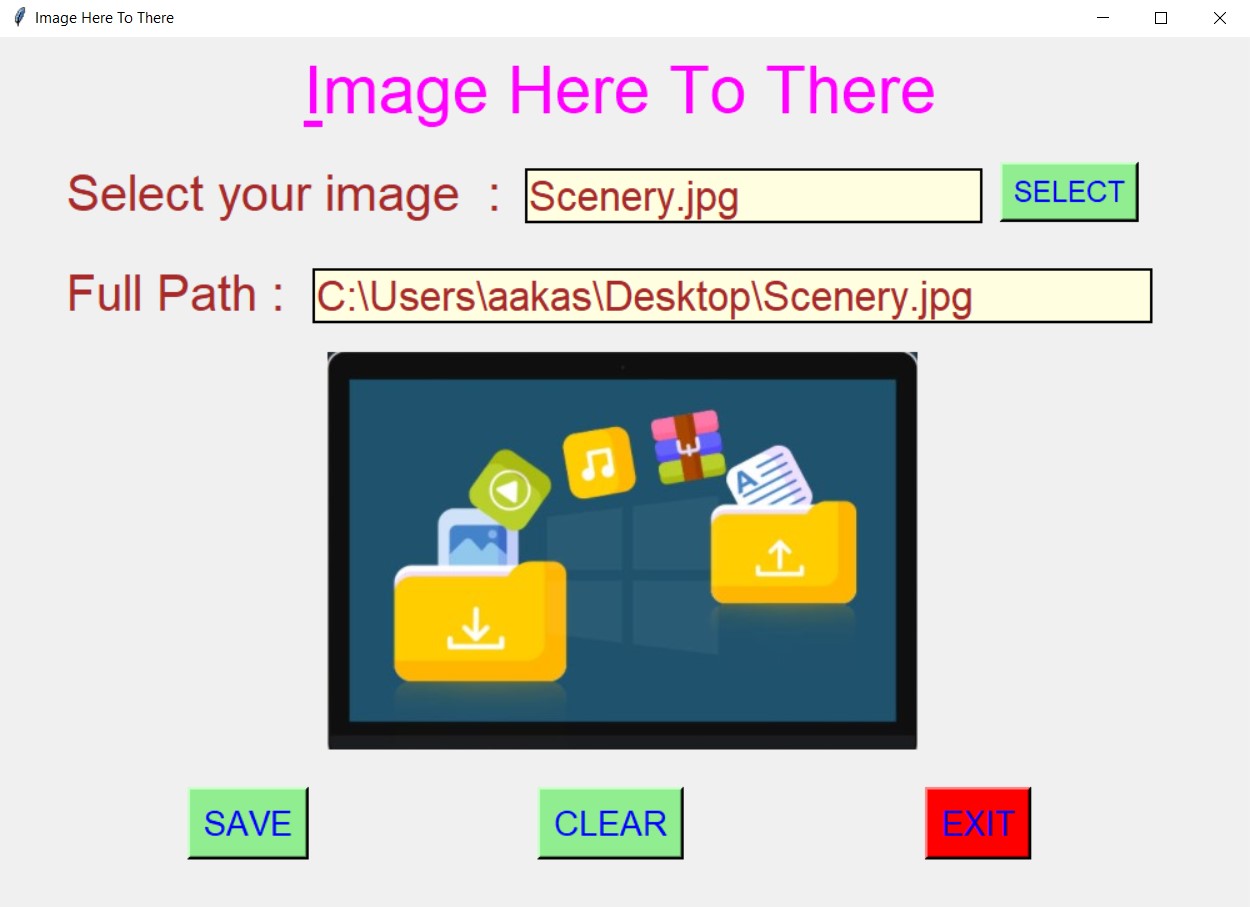 Image Here To There
Image Here To There
Select your image : Scenery.jpg SELECT
Full Path : C:\Users\aakas\Desktop\Scenery.jpg
A
SAVE CLEAR EXIT